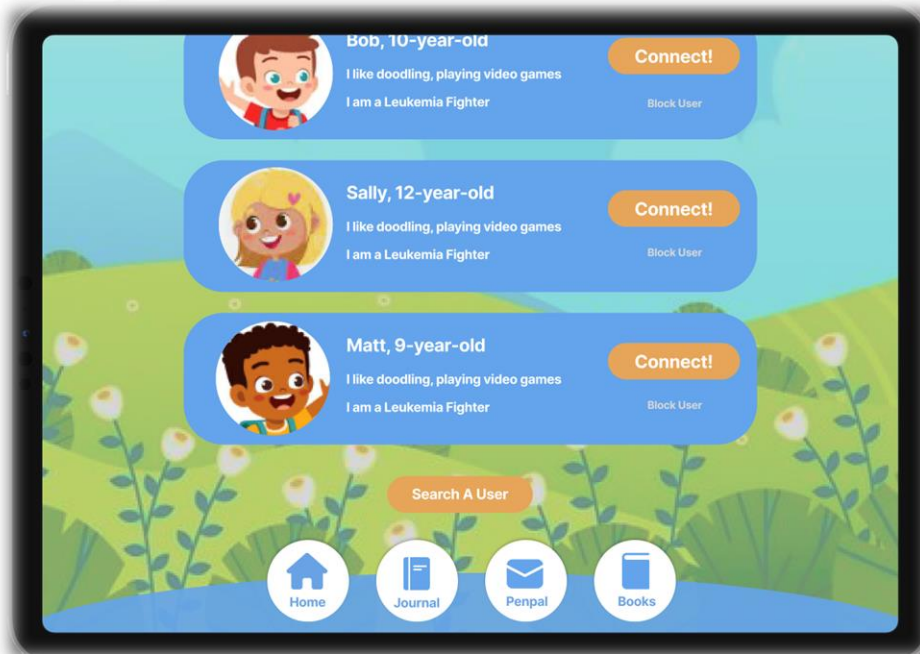 Bob, 10-year-old
Connect!
I like doodling, playing video games
I am a Leukemia Fighter
Block User
Sally, 12-year-old
Connect!
I like doodling, playing video games
I am a Leukemia Fighter
Block User
Matt, 9-year-old
Connect!
I like doodling, playing video games
I am a Leukemia Fighter
Block User
Search A User
Home
Journal
Penpal
Books